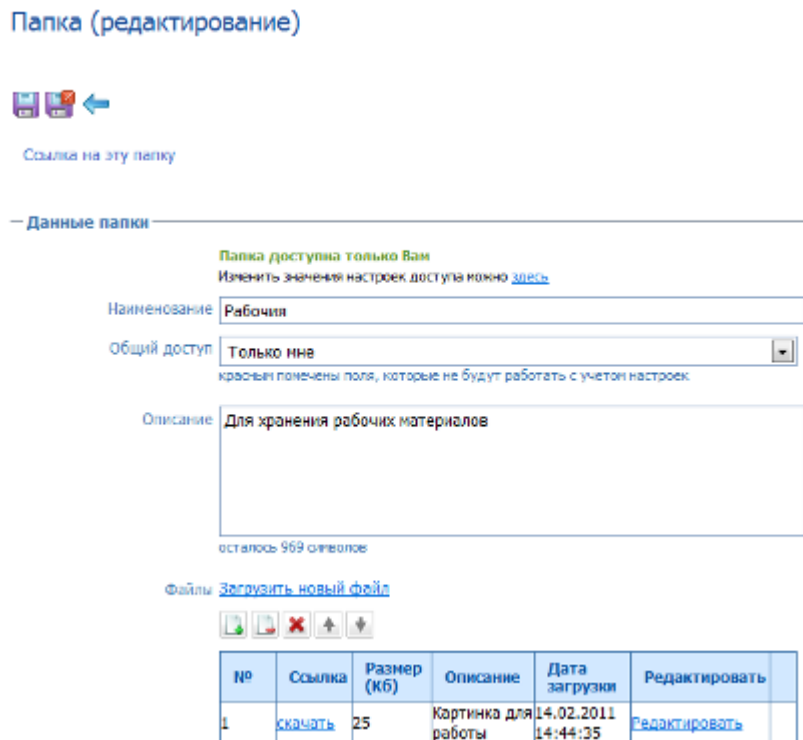 Папка (редактирование)
Ссылка на эту папку
Данные папки
Папка доступна только Вам
Изменить значения настроек доступа можно здесь
Наименование Рабочия
Общий доступ Только мне
красным помечены поля, которые не будут работать с учетом настроек
Описание Для хранения рабочих материалов
осталось 969 символов
Файлы Загрузить новый файл
№ Ссылка Размер (Кб) Описание Дата загрузки Редактировать
1 скачать 25 Картинка для работы 14.02.2011 14:44:35 Редактировать